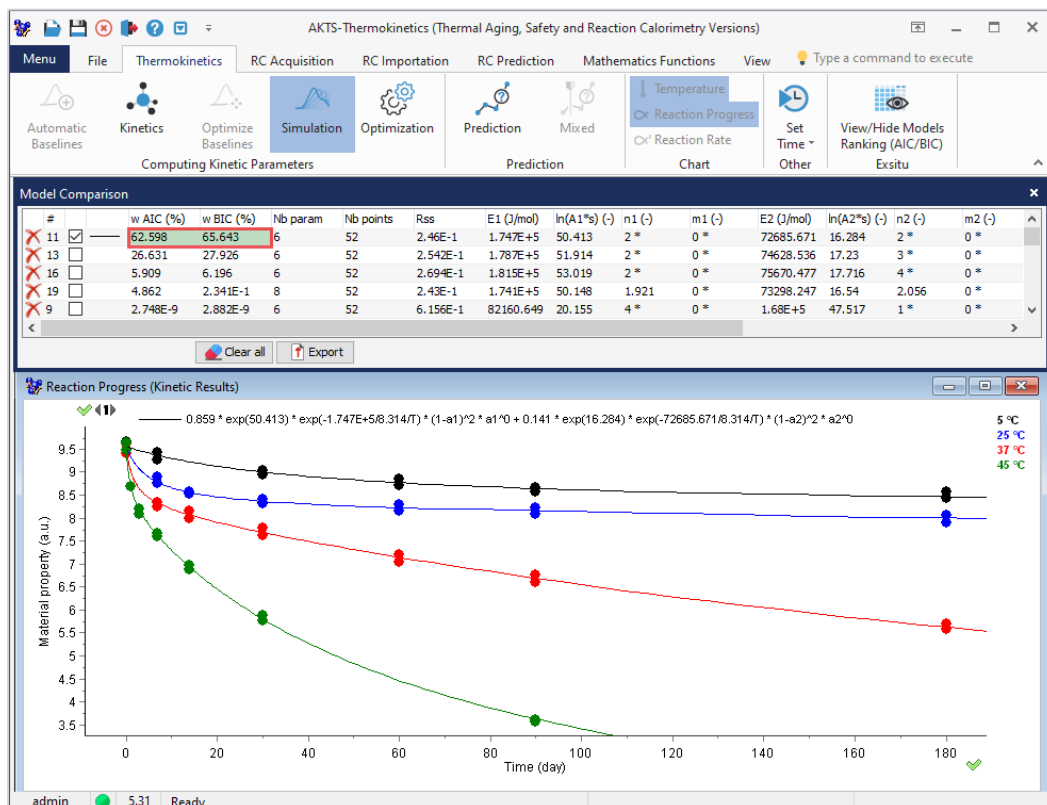 AKTS-Thermokinetics (Thermal Aging, Safety and Reaction Calorimetry Versions)
Menu File Thermokinetics RC Acquisition RC Importation RC Prediction Mathematics Functions View Type a command to execute
Automatic Baselines
Kinetics
Optimize Baselines
Simulation
Optimization
Prediction
Mixed
Temperature
Reaction Progress
Reaction Rate
Set Time
View/Hide Models Ranking (AIC/BIC)
Computing Kinetic Parameters Prediction Chart Other Exsitu
Model Comparison
# w AIC (%) w BIC (%) Nb param Nb points Rss E1 (J/mol) ln(A1*s) (-) n1 (-) m1 (-) E2 (J/mol) ln(A2*s) (-) n2 (-) m2 (-)
11 62.598 65.643 6 52 2.46E-1 1.747E+5 50.413 2 * 0 * 72685.671 16.284 2 * 0 *
13 26.631 27.926 6 52 2.542E-1 1.787E+5 51.914 2 * 0 * 74628.536 17.23 3 * 0 *
16 5.909 6.196 6 52 2.694E-1 1.815E+5 53.019 2 * 0 * 75670.477 17.716 4 * 0 *
19 4.862 2.341E-1 8 52 2.43E-1 1.741E+5 50.148 1.921 0 * 73298.247 16.54 2.056 0 *
9 2.748E-9 2.882E-9 6 52 6.156E-1 82160.649 20.155 4 * 0 * 1.68E+5 47.517 1 * 0 *
Clear all Export
Reaction Progress (Kinetic Results)
(1)
0.859 * exp(50.413) * exp(-1.747E+5/8.314/T) * (1-a1)^2 * a1^0 + 0.141 * exp(16.284) * exp(-72685.671/8.314/T) * (1-a2)^2 * a2^0
5 ºC
25 ºC
37 ºC
45 ºC
Material property (a.u.)
9.5
9
8.5
8
7.5
7
6.5
6
5.5
5
4.5
4
3.5
0 20 40 60 80 100 120 140 160 180
Time (day)
admin 5.31 Ready